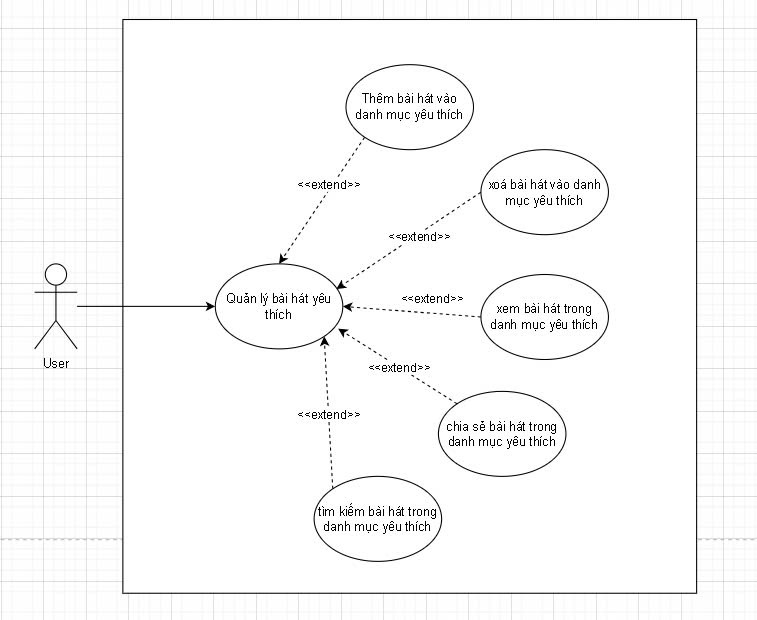 Thêm bài hát vào
danh mục yêu thích
<<extend>>
xoá bài hát vào danh
mục yêu thích
<<extend>>
Quản lý bài hát yêu
thích
<<extend>>
xem bài hát trong
danh mục yêu thích
User
<<extend>>
chia sẻ bài hát trong
danh mục yêu thích
<<extend>>
tìm kiếm bài hát trong
danh mục yêu thích